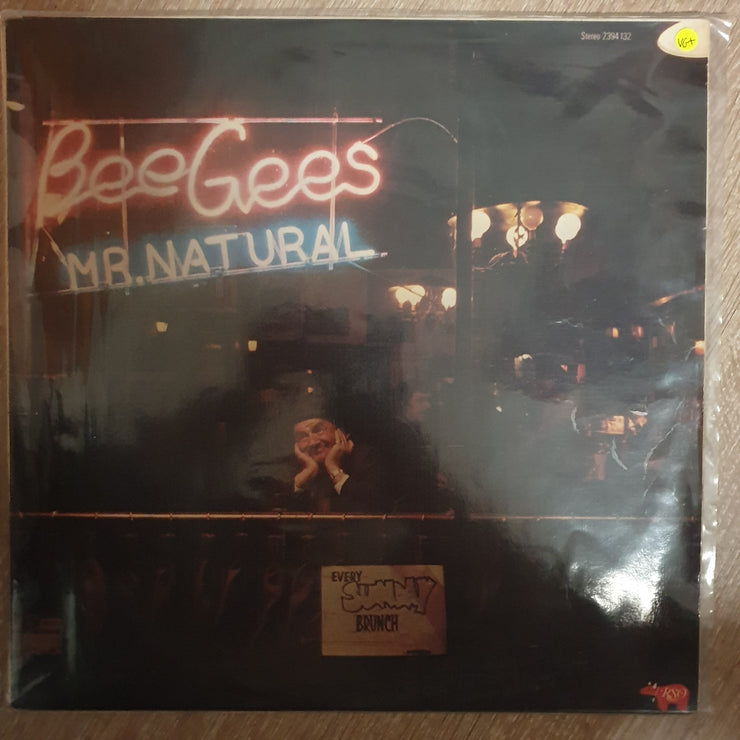 Stereo 2394 132
VG+
BeeGees
MR. NATURAL
EVERY
SUNDAY
BRUNCH
RSO